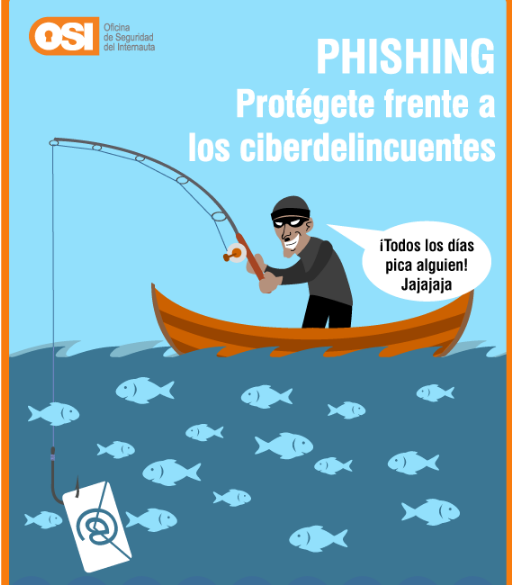 OSI
Oficina
de Seguridad
del Internauta
PHISHING
Protégete frente a
los ciberdelincuentes
¡Todos los días
pica alguien!
Jajajaja
@